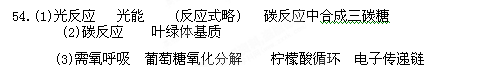 54. (1)光反应　光能　(反应式略)　碳反应中合成三碳糖
(2)碳反应　叶绿体基质
(3)需氧呼吸　葡萄糖氧化分解　柠檬酸循环　电子传递链